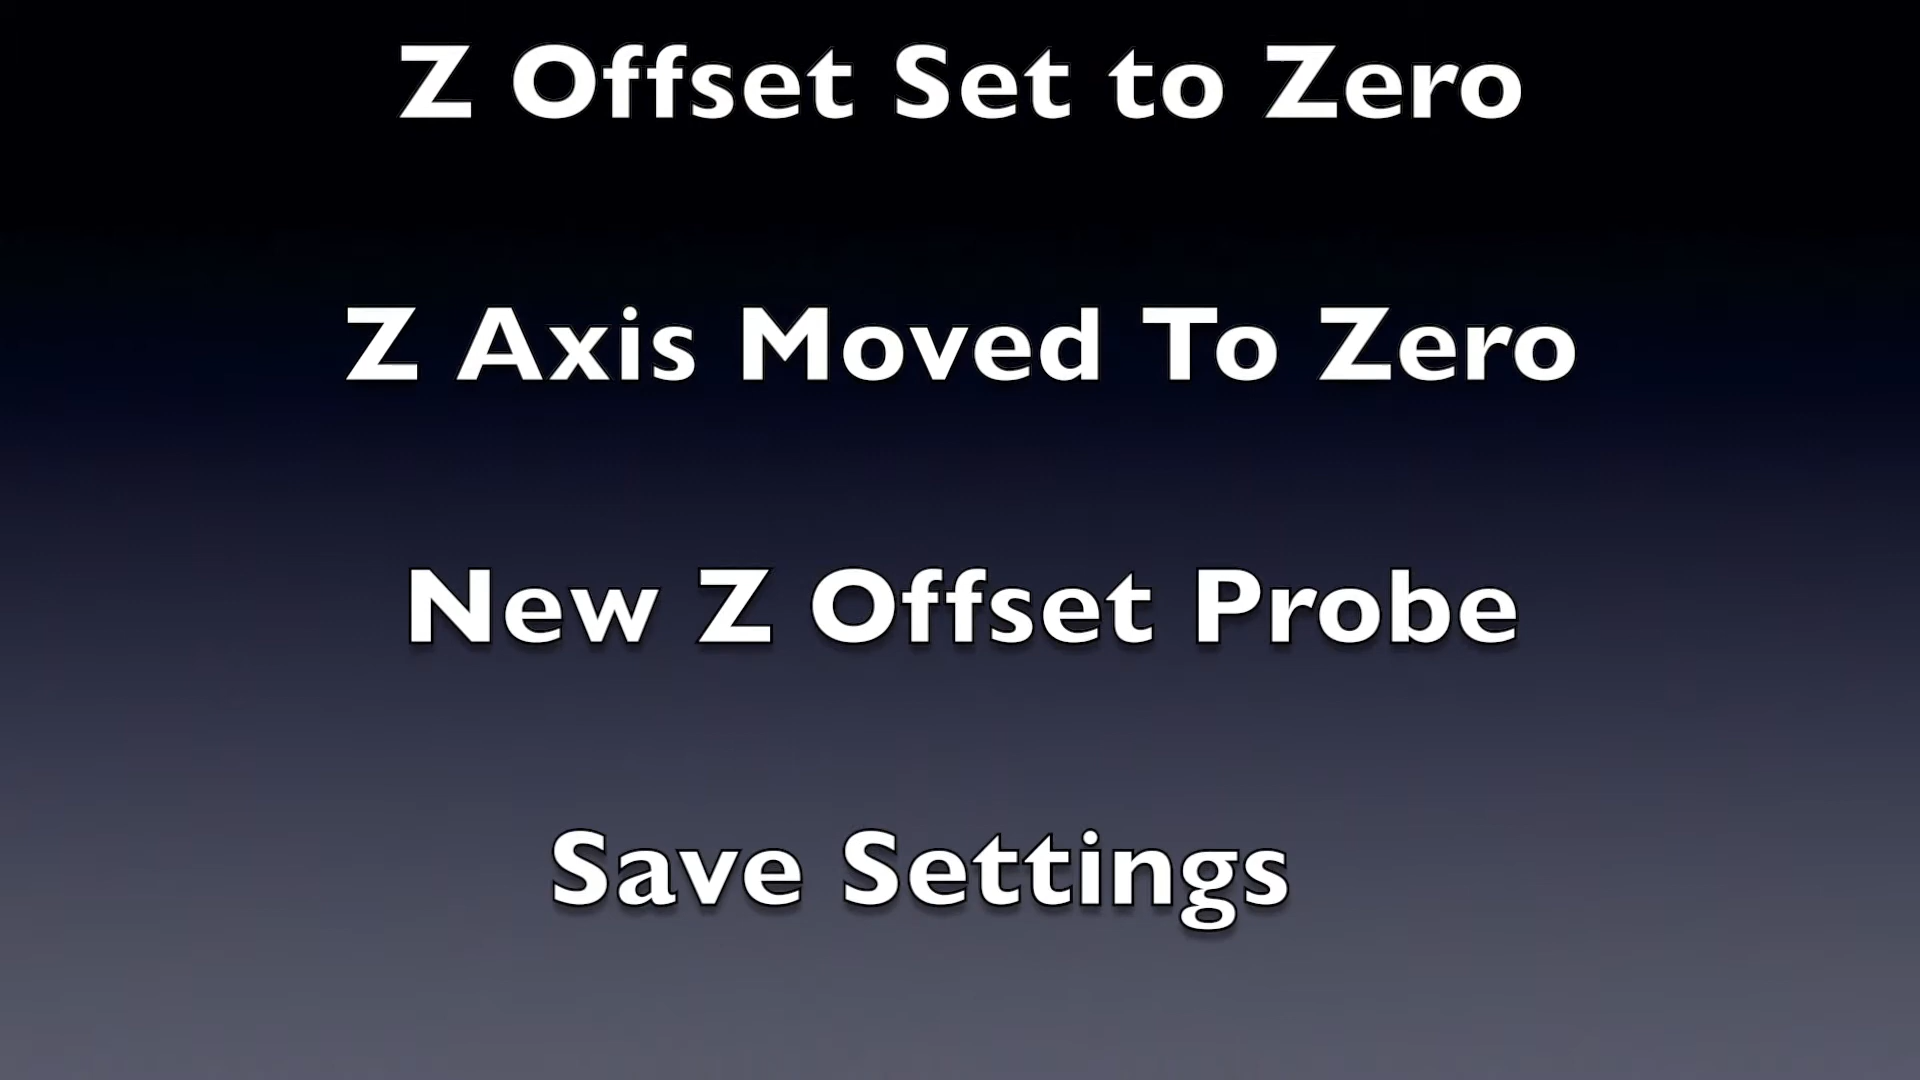 Z Offset Set to Zero
Z Axis Moved To Zero
New Z Offset Probe
Save Settings